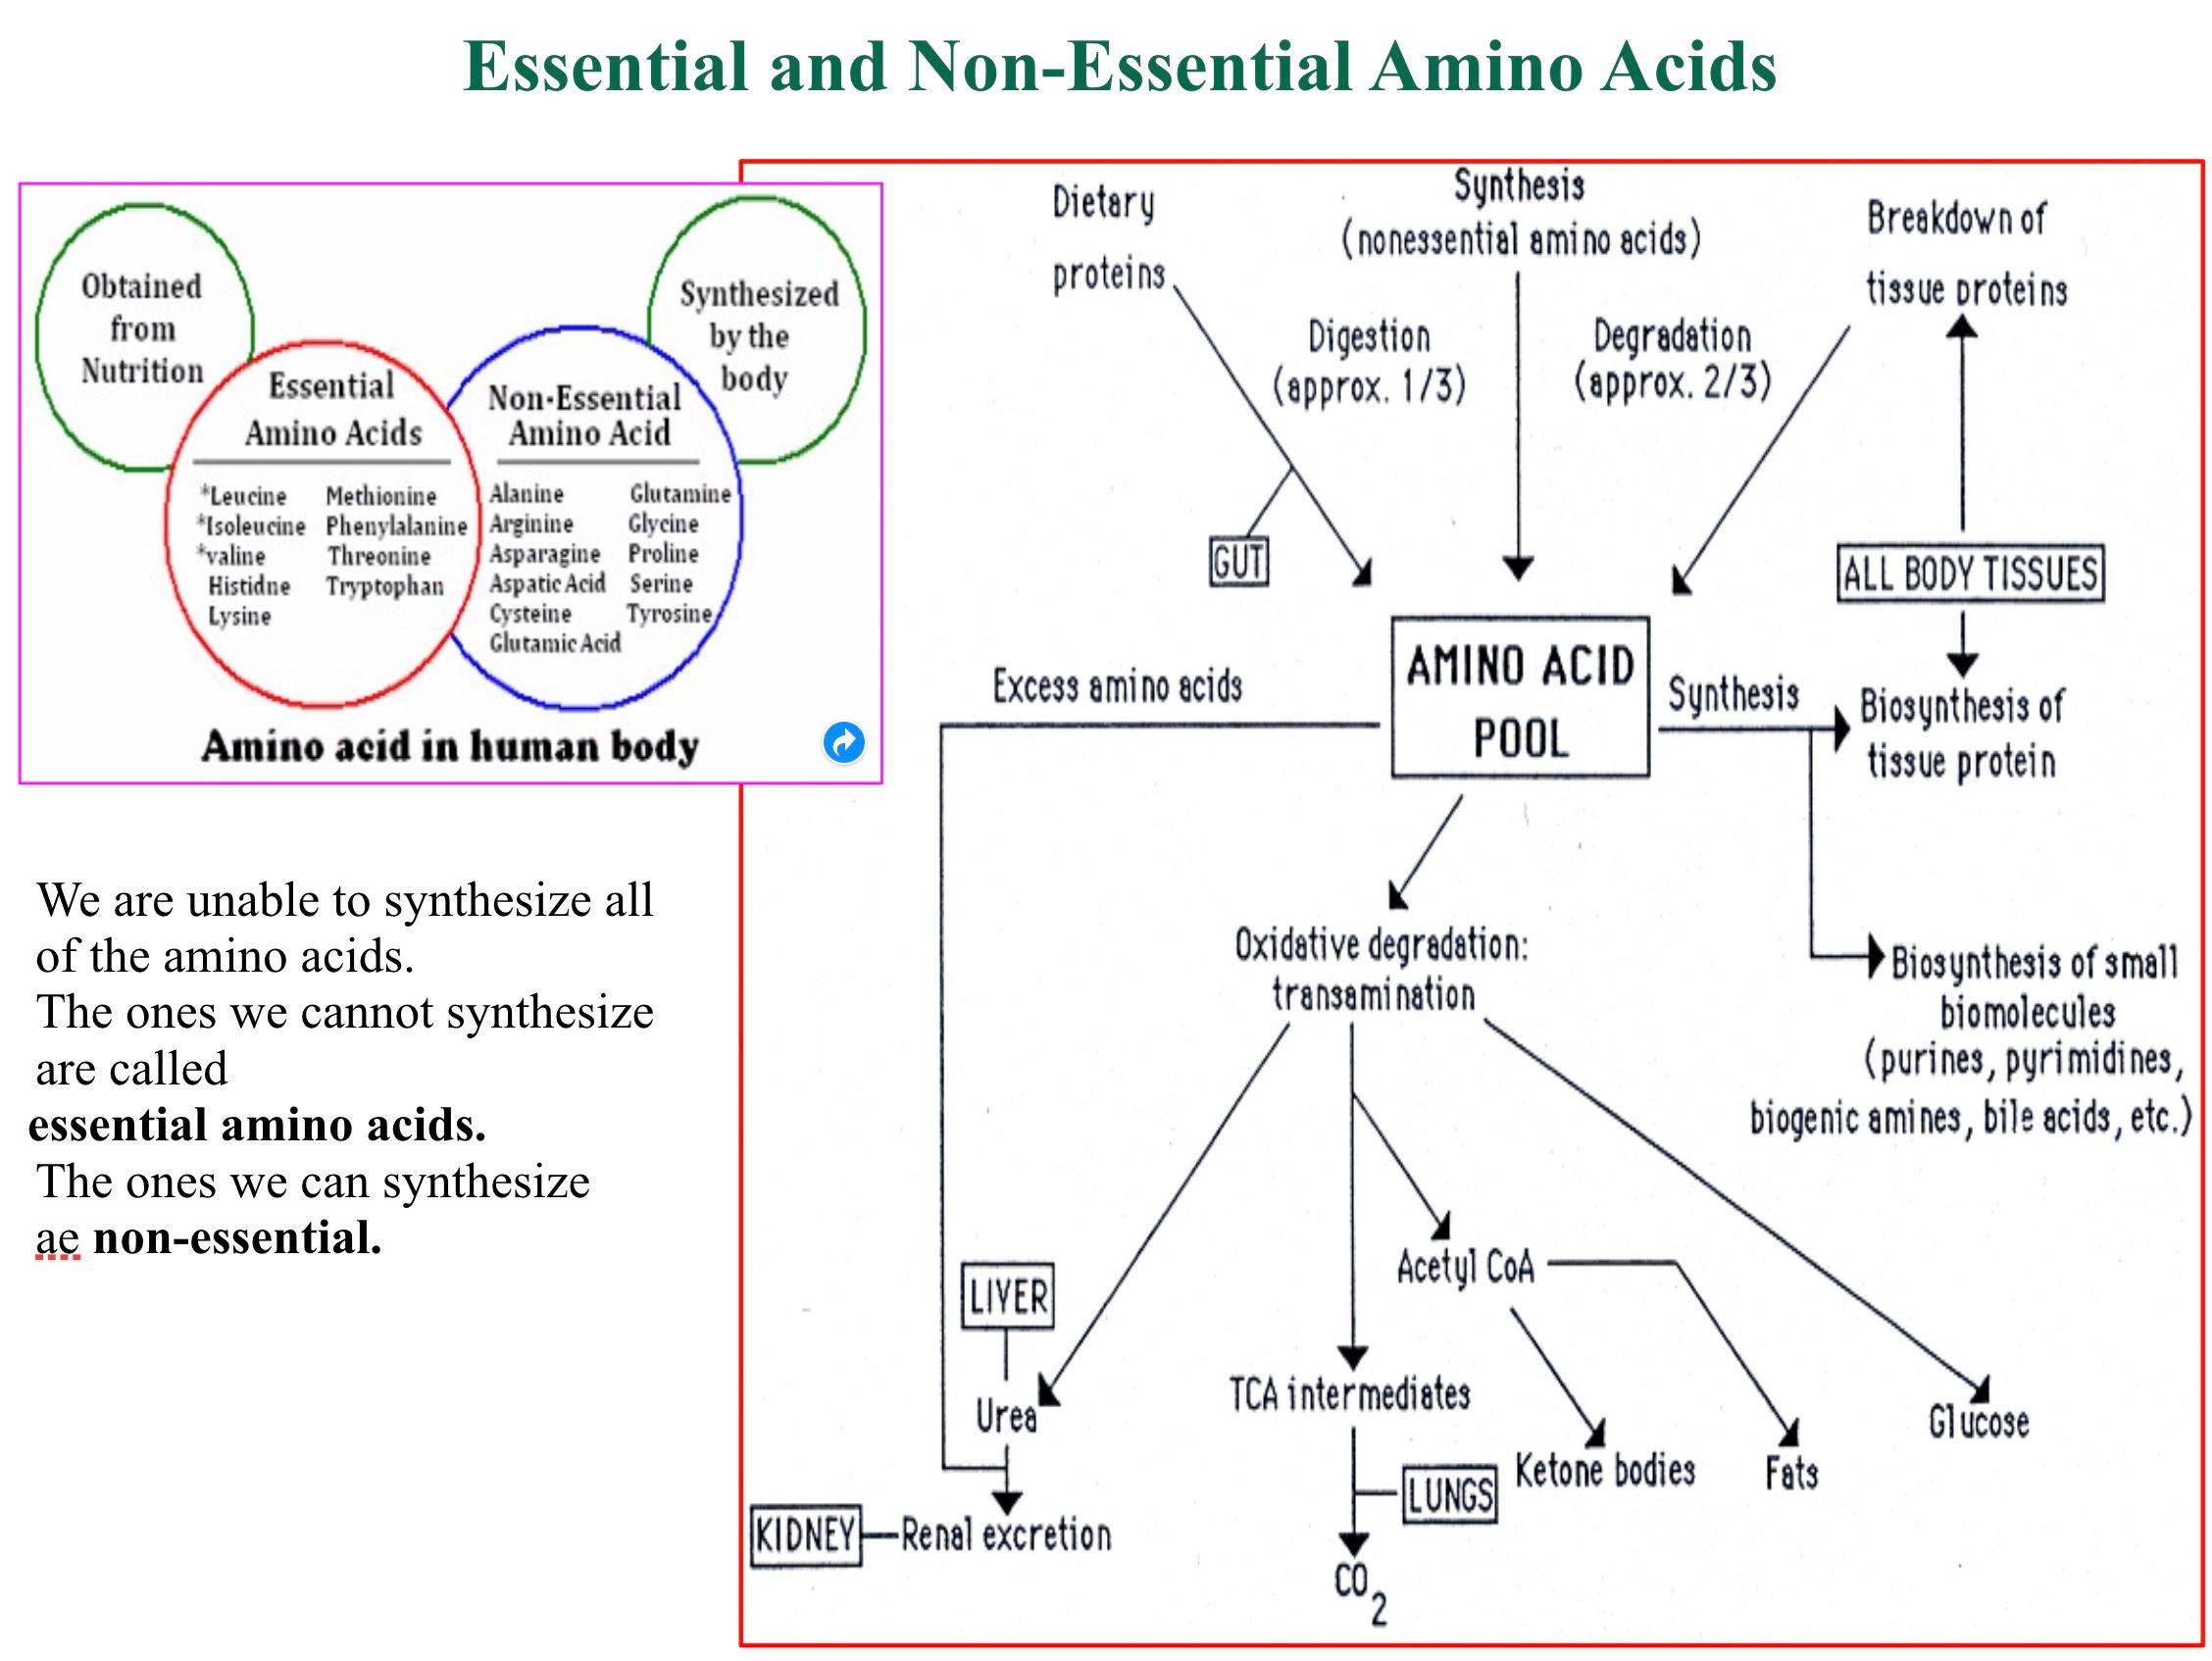 Essential and Non-Essential Amino Acids
Obtained
from
Nutrition
Synthesized
by the
body
Essential
Amino Acids
*Leucine
*Isoleucine
*valine
Histidne
Lysine
Methionine
Phenylalanine
Threonine
Tryptophan
Non-Essential
Amino Acid
Alanine
Arginine
Asparagine
Aspatic Acid
Cysteine
Glutamic Acid
Glutamine
Glycine
Proline
Serine
Tyrosine
Amino acid in human body
We are unable to synthesize all
of the amino acids.
The ones we cannot synthesize
are called
essential amino acids.
The ones we can synthesize
ae non-essential.
Dietary
proteins
Synthesis
(nonessential amino acids)
Breakdown of
tissue proteins
Digestion
(approx. 1/3)
Degradation
(approx. 2/3)
GUT
ALL BODY TISSUES
AMINO ACID
POOL
Excess amino acids
Synthesis
Biosynthesis of
tissue protein
Oxidative degradation:
transamination
Biosynthesis of small
biomolecules
(purines, pyrimidines,
biogenic amines, bile acids, etc.)
LIVER
Urea
Acetyl CoA
TCA intermediates
Glucose
Ketone bodies
Fats
LUNGS
KIDNEY
Renal excretion
CO2